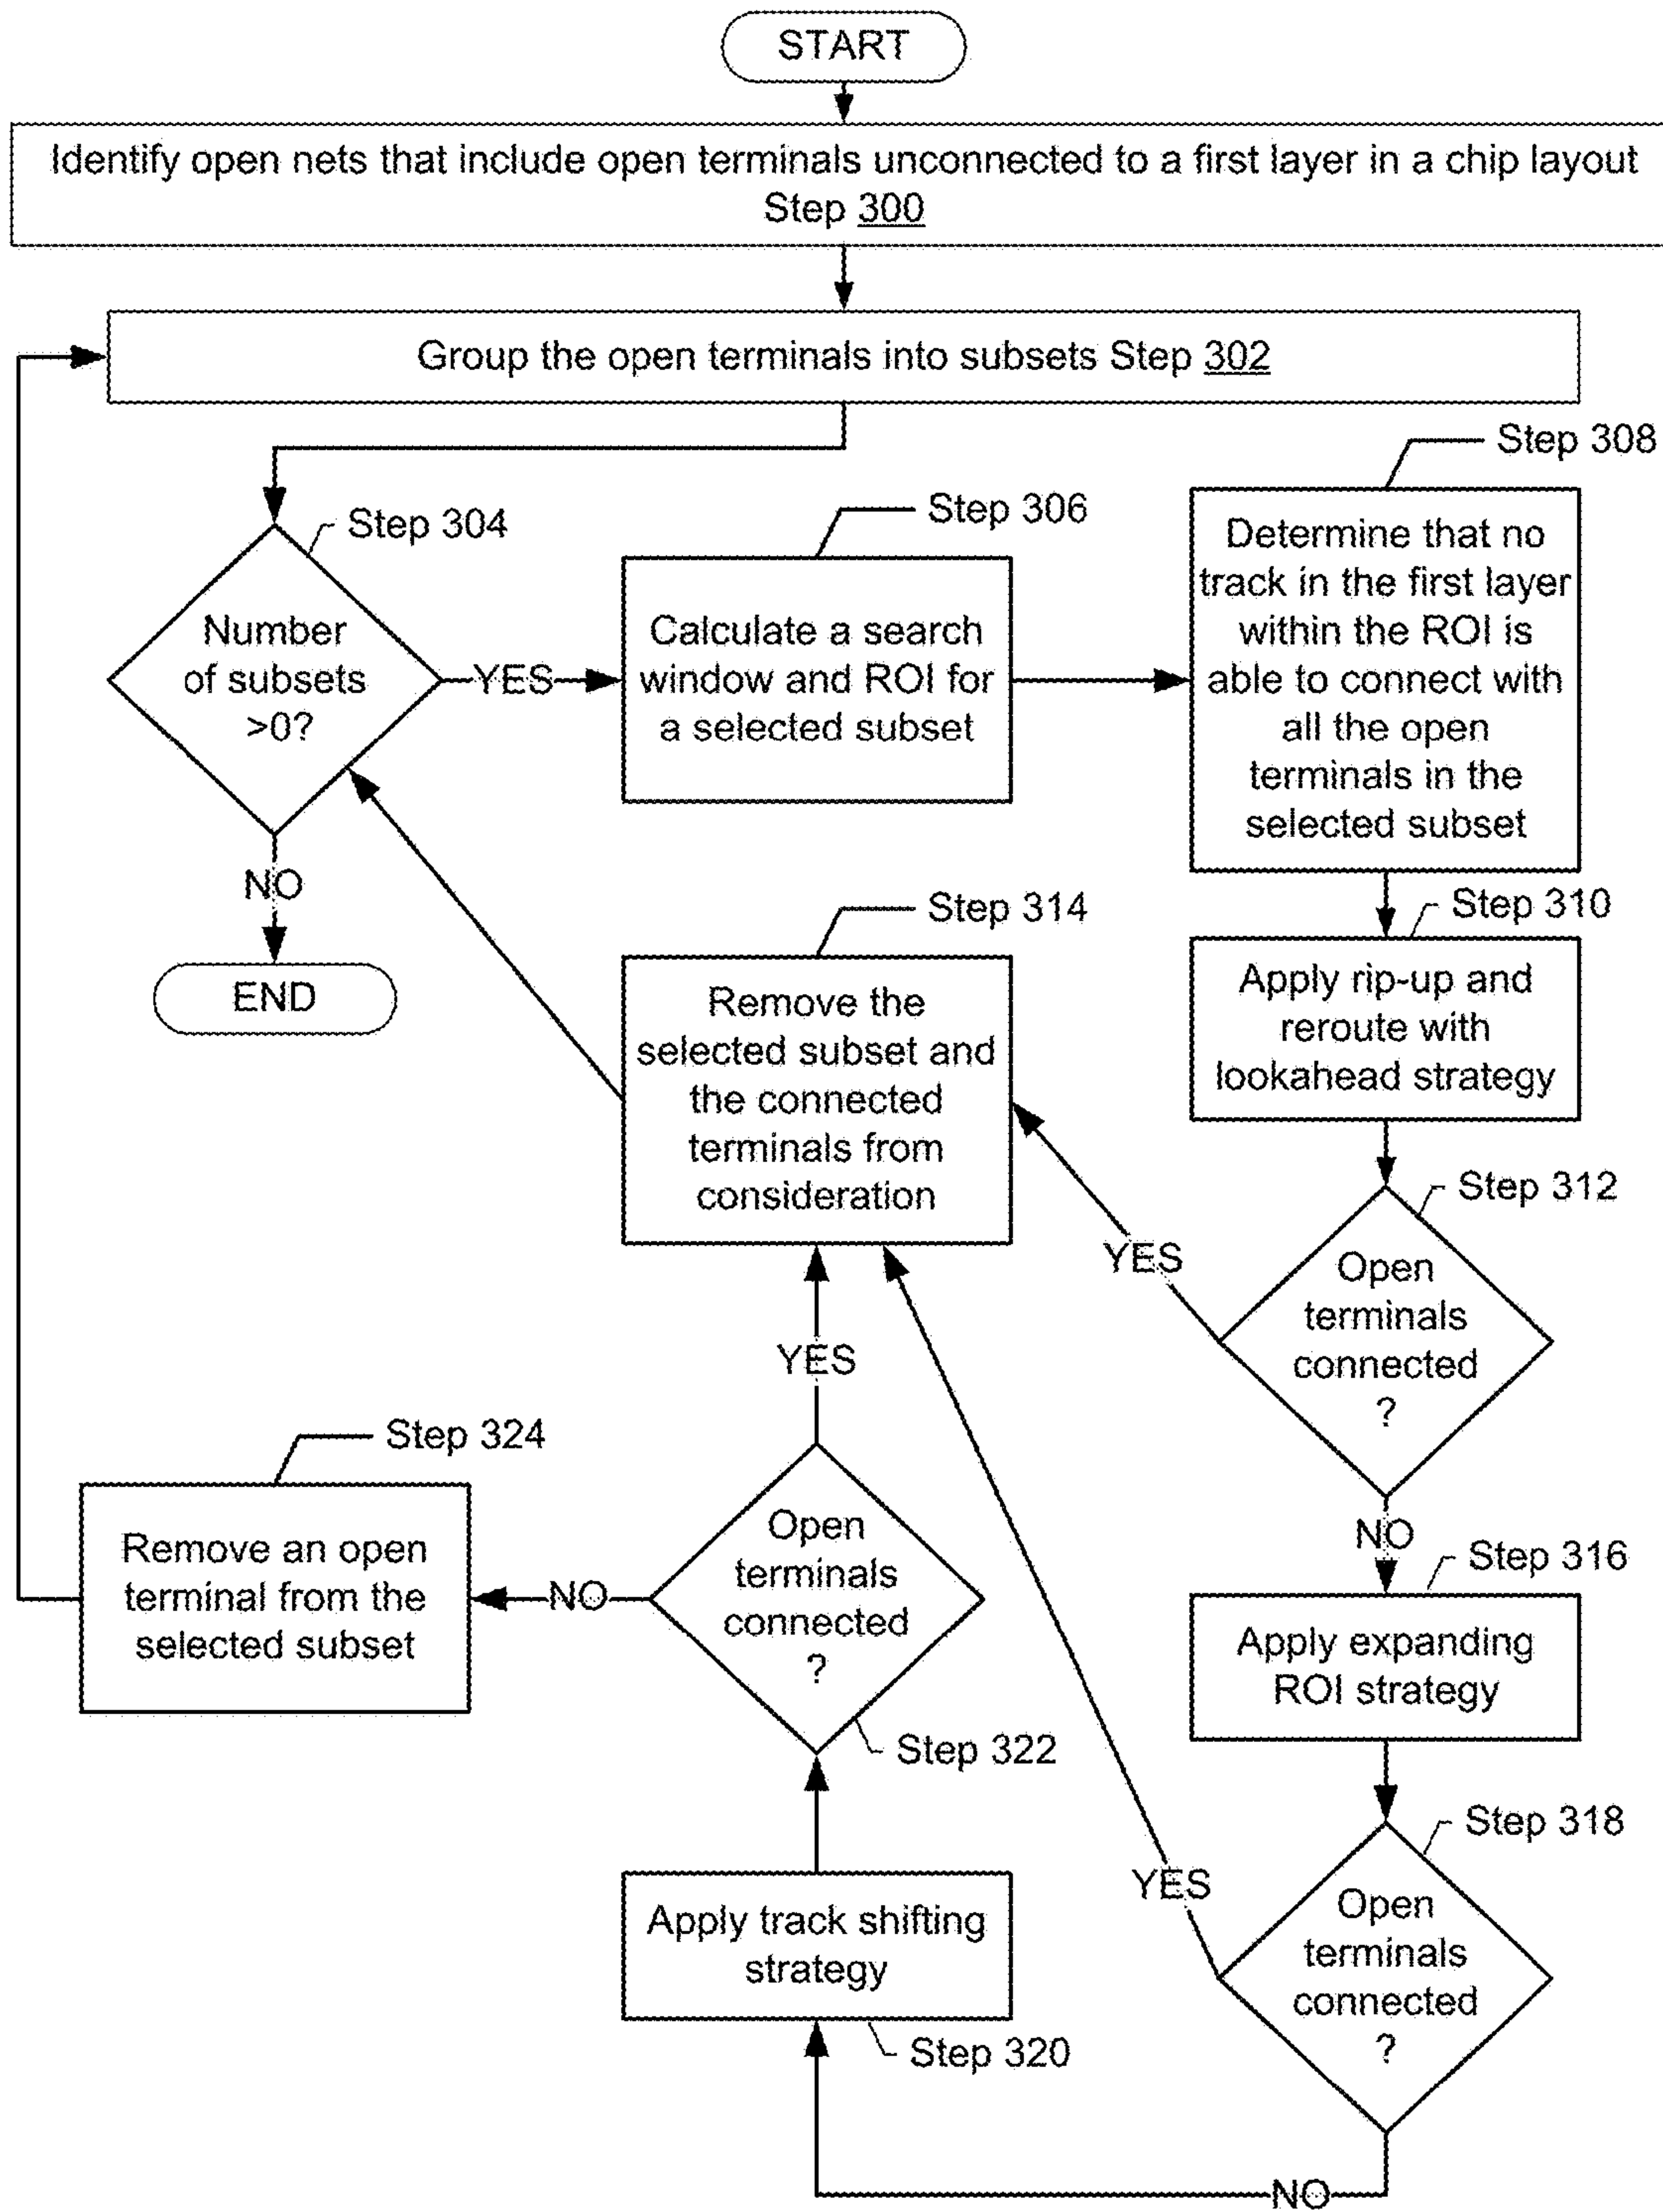 START
Identify open nets that include open terminals unconnected to a first layer in a chip layout
Step 300
Group the open terminals into subsets Step 302
Step 304
Number
of subsets
>0?
YES
NO
END
Step 306
Calculate a search
window and ROI for
a selected subset
Step 308
Determine that no
track in the first layer
within the ROI is
able to connect with
all the open
terminals in the
selected subset
Step 310
Apply rip-up and
reroute with
lookahead strategy
Step 312
Open
terminals
connected
?
YES
NO
Step 314
Remove the
selected subset and
the connected
terminals from
consideration
Step 316
Apply expanding
ROI strategy
Step 318
Open
terminals
connected
?
YES
NO
Step 320
Apply track shifting
strategy
Step 322
Open
terminals
connected
?
YES
NO
Step 324
Remove an open
terminal from the
selected subset